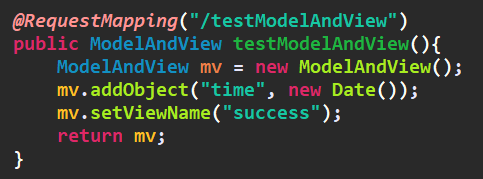 @RequestMapping("/testModelAndView")
public ModelAndView testModelAndView(){
    ModelAndView mv = new ModelAndView();
    mv.addObject("time", new Date());
    mv.setViewName("success");
    return mv;
}